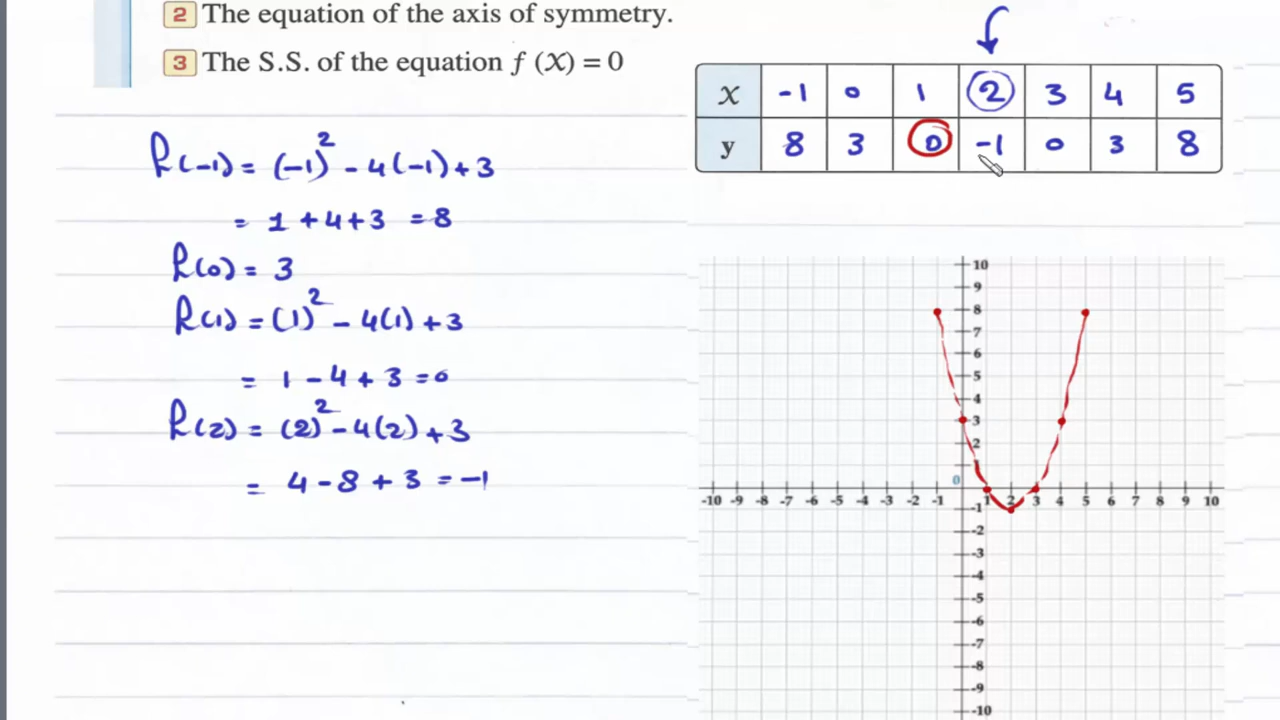 2 The equation of the axis of symmetry.
3 The S.S. of the equation f (X) = 0
x -1 0 1 2 3 4 5
y 8 3 0 -1 0 3 8
f(-1) = (-1)² - 4(-1) + 3
= 1 + 4 + 3 = 8
f(0) = 3
f(1) = (1)² - 4(1) + 3
= 1 - 4 + 3 = 0
f(2) = (2)² - 4(2) + 3
= 4 - 8 + 3 = -1
10
9
8
7
6
5
4
3
2
1
0
-10 -9 -8 -7 -6 -5 -4 -3 -2 -1 1 2 3 4 5 6 7 8 9 10
-1
-2
-3
-4
-5
-6
-7
-8
-9
-10